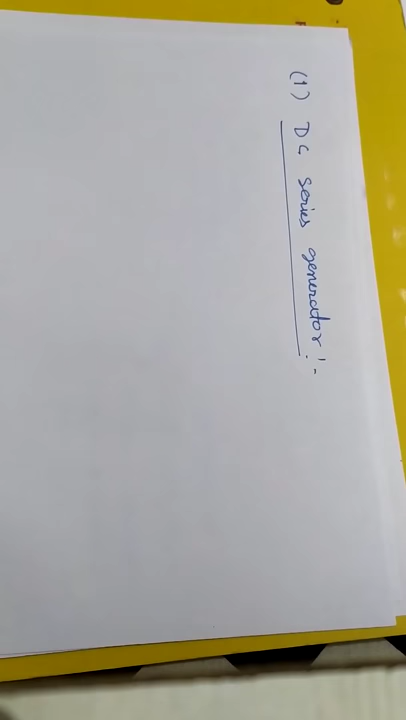 (1) DC series generator:-